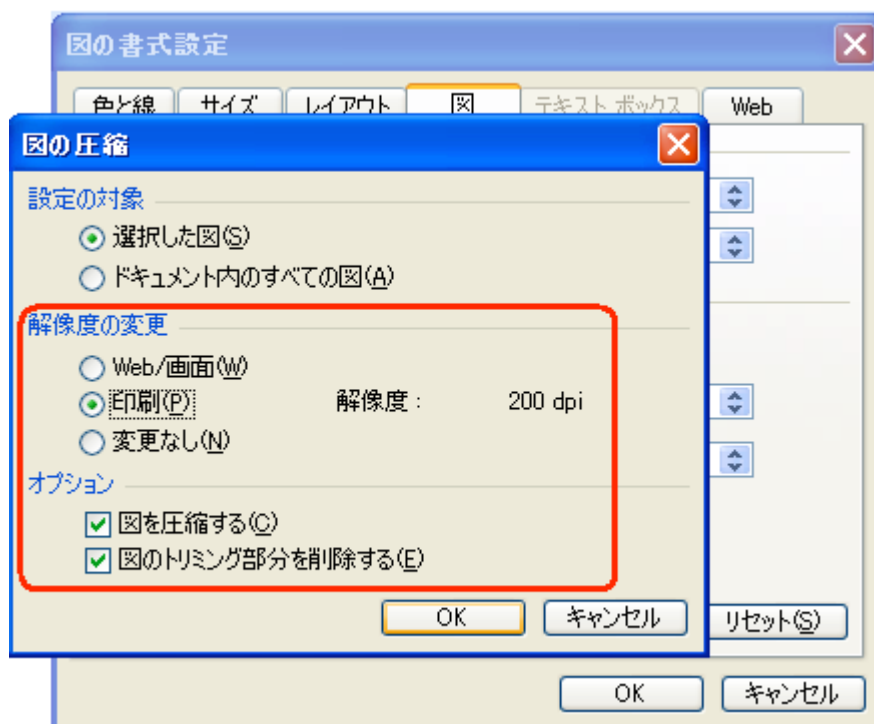 図の書式設定
色と線 サイズ レイアウト 図 テキスト ボックス Web
図の圧縮
設定の対象
選択した図(S)
ドキュメント内のすべての図(A)
解像度の変更
Web/画面(W)
印刷(P) 解像度: 200 dpi
変更なし(N)
オプション
図を圧縮する(C)
図のトリミング部分を削除する(E)
OK キャンセル
リセット(S)
OK キャンセル